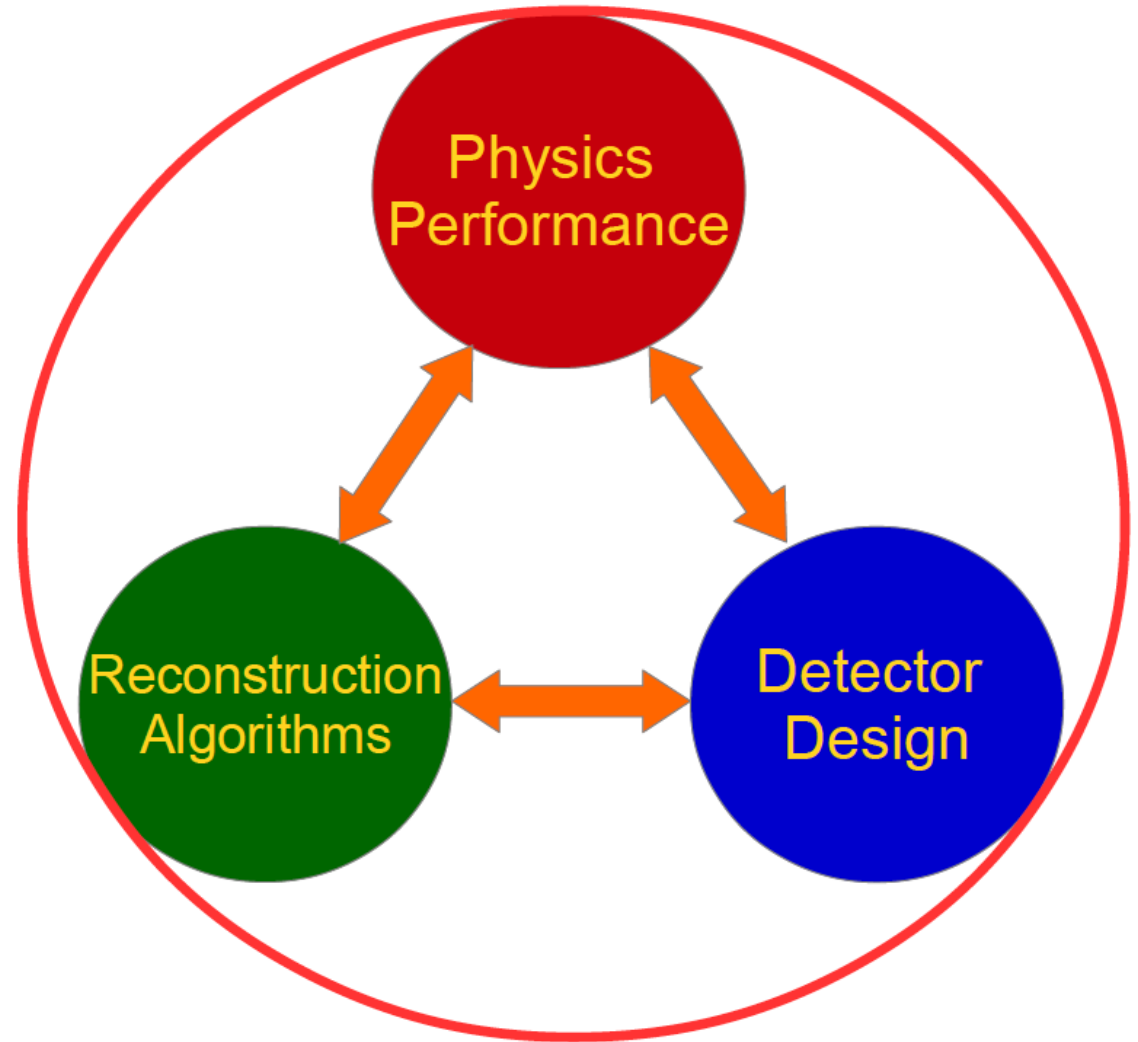 Physics
Performance
Reconstruction
Algorithms
Detector
Design